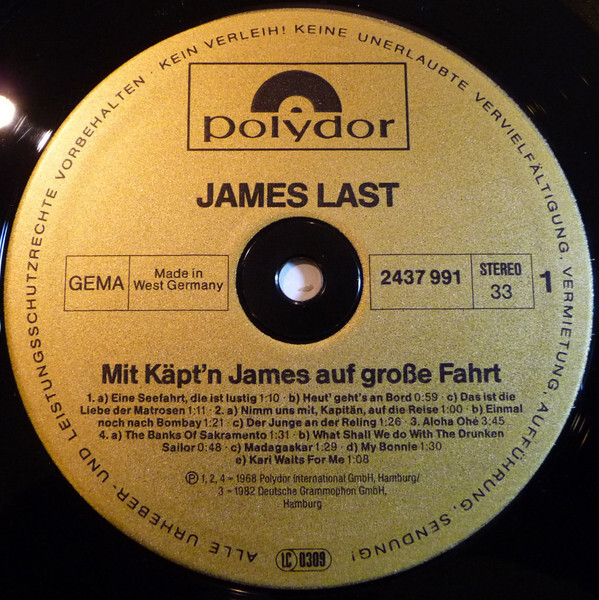 ALLE URHEBER- UND LEISTUNGSSCHUTZRECHTE VORBEHALTEN · KEIN VERLEIH! KEINE UNERLAUBTE VERVIELFÄLTIGUNG, VERMIETUNG, AUFFÜHRUNG, SENDUNG!
polydor
JAMES LAST
GEMA
Made in
West Germany
2437 991
STEREO
33
1
Mit Käpt'n James auf große Fahrt
1. a) Eine Seefahrt, die ist lustig 1:10 · b) Heut' geht's an Bord 0:59 · c) Das ist die
Liebe der Matrosen 1:11 · 2. a) Nimm uns mit, Kapitän, auf die Reise 1:00 · b) Einmal
noch nach Bombay 1:21 · c) Der Junge an der Reling 1:26 · 3. Aloha Ohé 3:45
4. a) The Banks Of Sakramento 1:31 · b) What Shall We do With The Drunken
Sailor 0:48 · c) Madagaskar 1:29 · d) My Bonnie 1:30
e) Kari Waits For Me 1:08
Ⓟ 1, 2, 4 – 1968 Polydor International GmbH, Hamburg/
3 – 1982 Deutsche Grammophon GmbH,
Hamburg
LC 0309